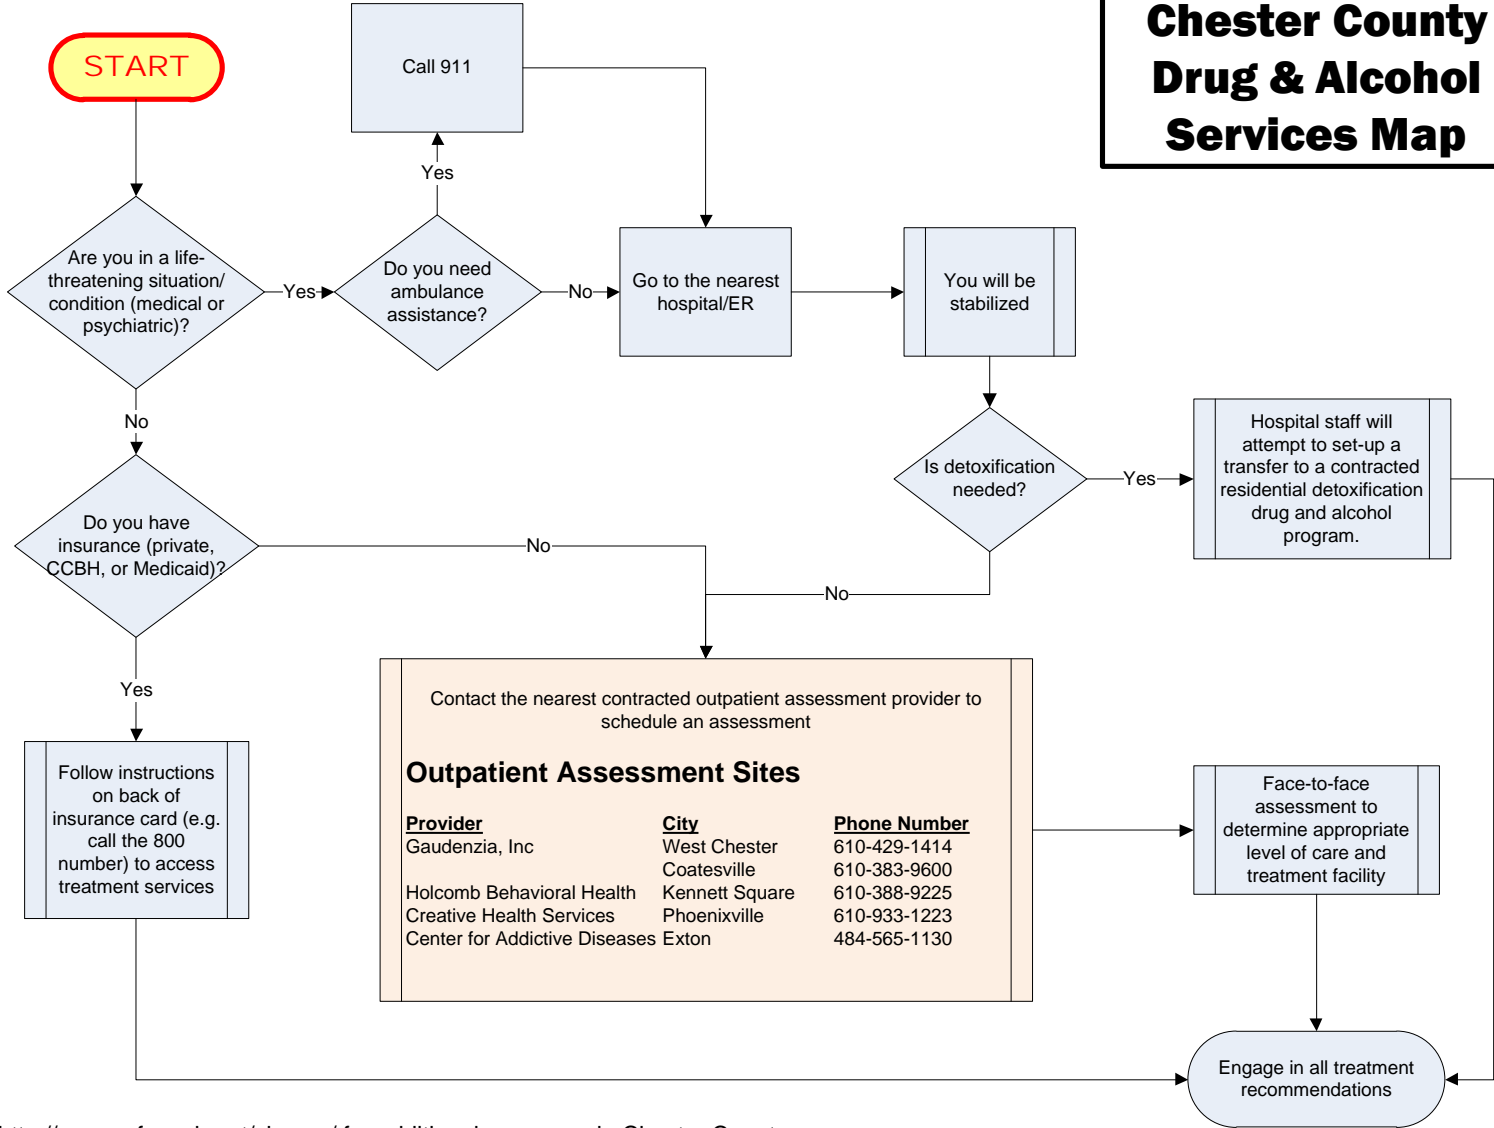 Chester County
Drug & Alcohol
Services Map
START
Call 911
Yes
Are you in a life-
threatening situation/
condition (medical or
psychiatric)?
Yes
Do you need
ambulance
assistance?
No
Go to the nearest
hospital/ER
You will be
stabilized
No
Is detoxification
needed?
Yes
Hospital staff will
attempt to set-up a
transfer to a contracted
residential detoxification
drug and alcohol
program.
Do you have
insurance (private,
CCBH, or Medicaid)?
No
No
Yes
Contact the nearest contracted outpatient assessment provider to
schedule an assessment
Outpatient Assessment Sites
Provider City Phone Number
Gaudenzia, Inc West Chester 610-429-1414
Coatesville 610-383-9600
Holcomb Behavioral Health Kennett Square 610-388-9225
Creative Health Services Phoenixville 610-933-1223
Center for Addictive Diseases Exton 484-565-1130
Follow instructions
on back of
insurance card (e.g.
call the 800
number) to access
treatment services
Face-to-face
assessment to
determine appropriate
level of care and
treatment facility
Engage in all treatment
recommendations